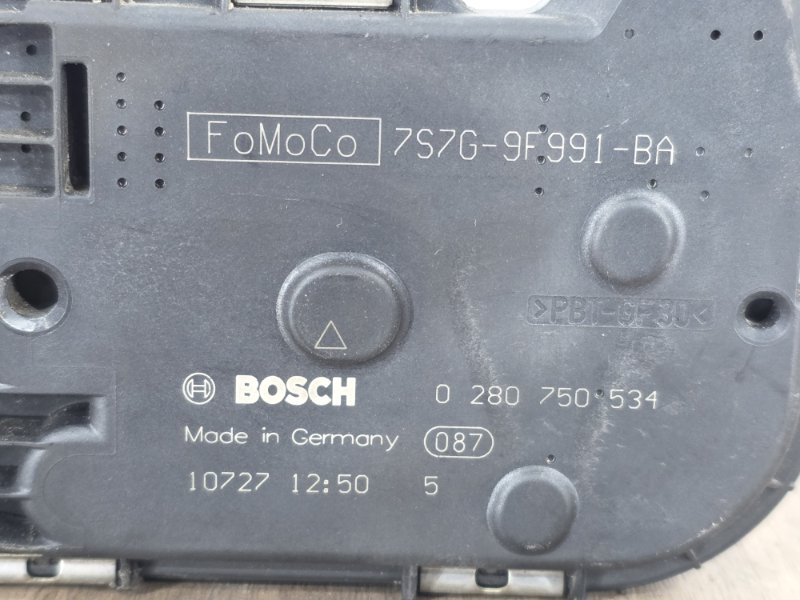 FoMoCo 7S7G-9F991-BA
>PBT-GF30<
BOSCH 0 280 750 534
Made in Germany 087
10727 12:50 5